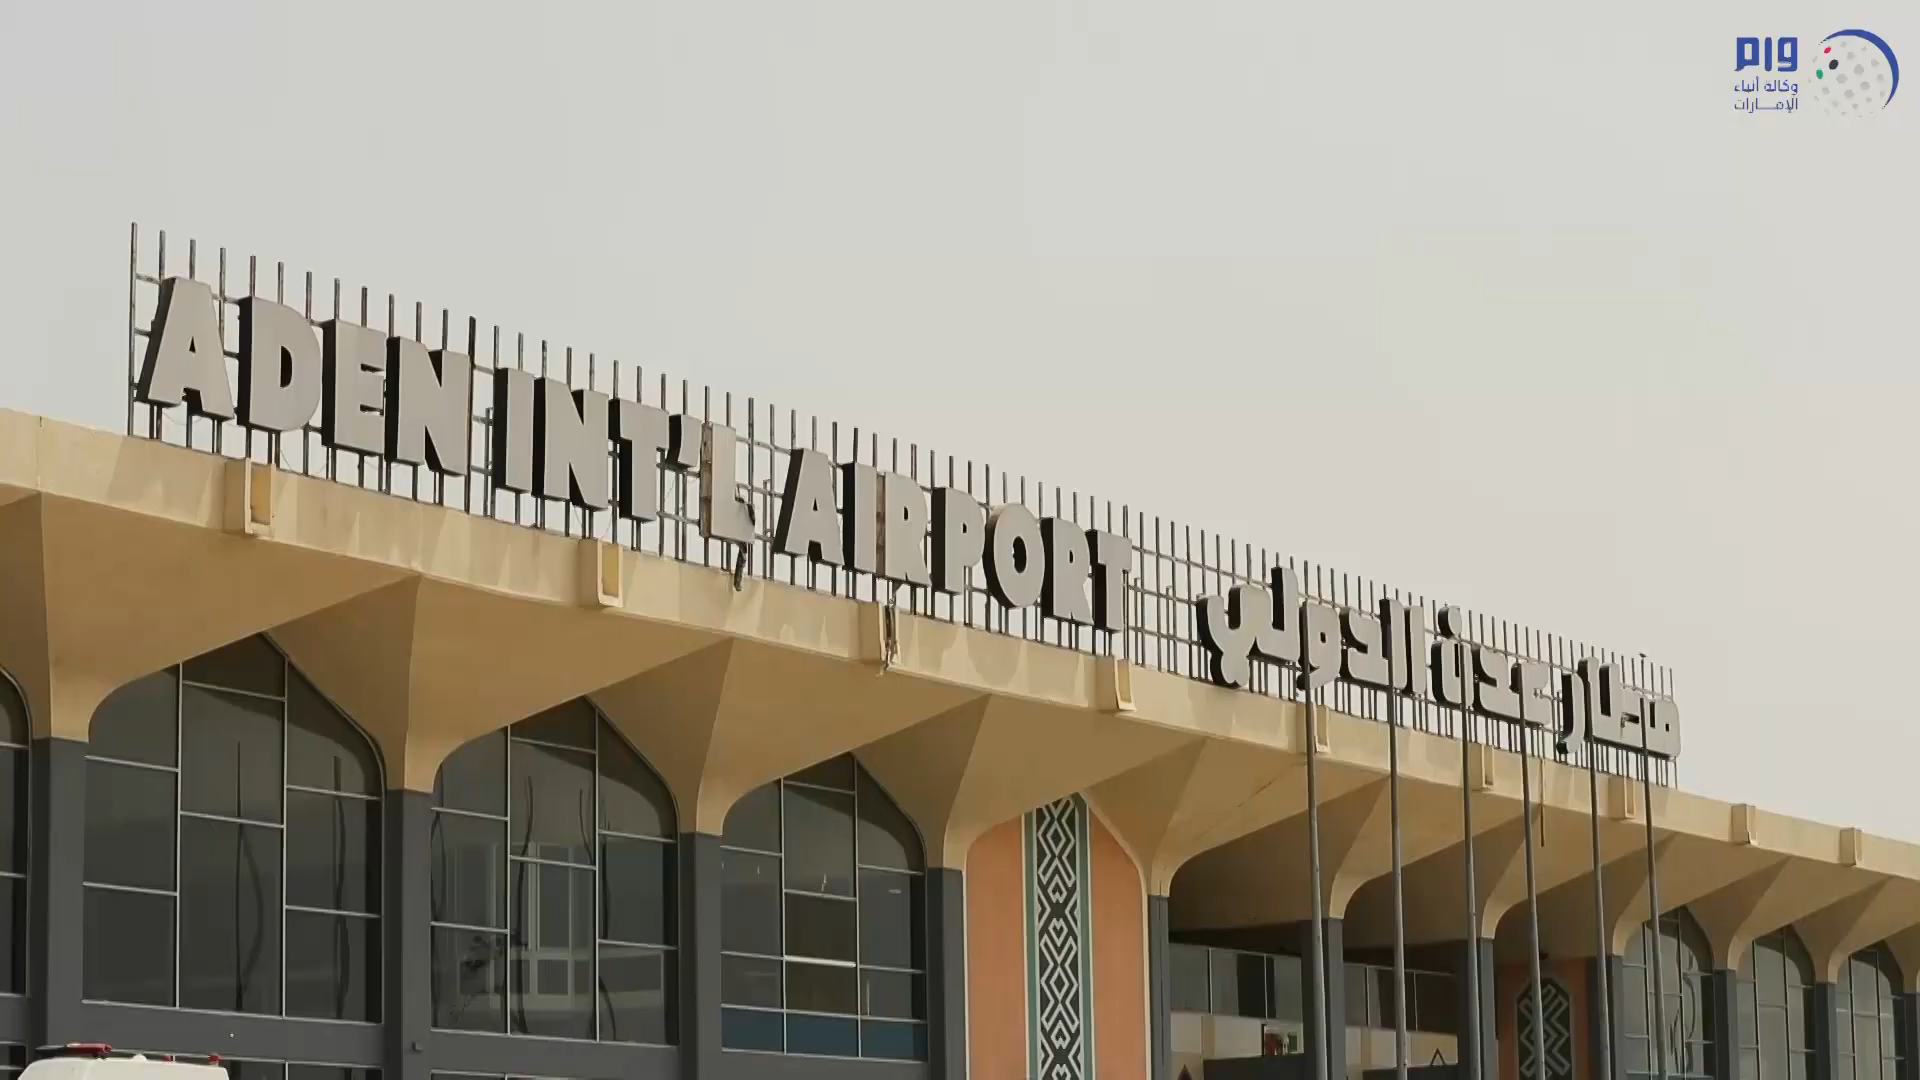 وام
وكالة أنباء
الإمارات
ADEN INT'L AIRPORT مطار عدن الدولي